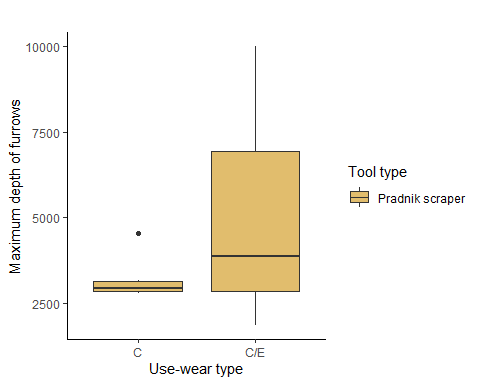 10000
7500
5000
2500
Maximum depth of furrows
C
C/E
Use-wear type
Tool type
Pradnik scraper